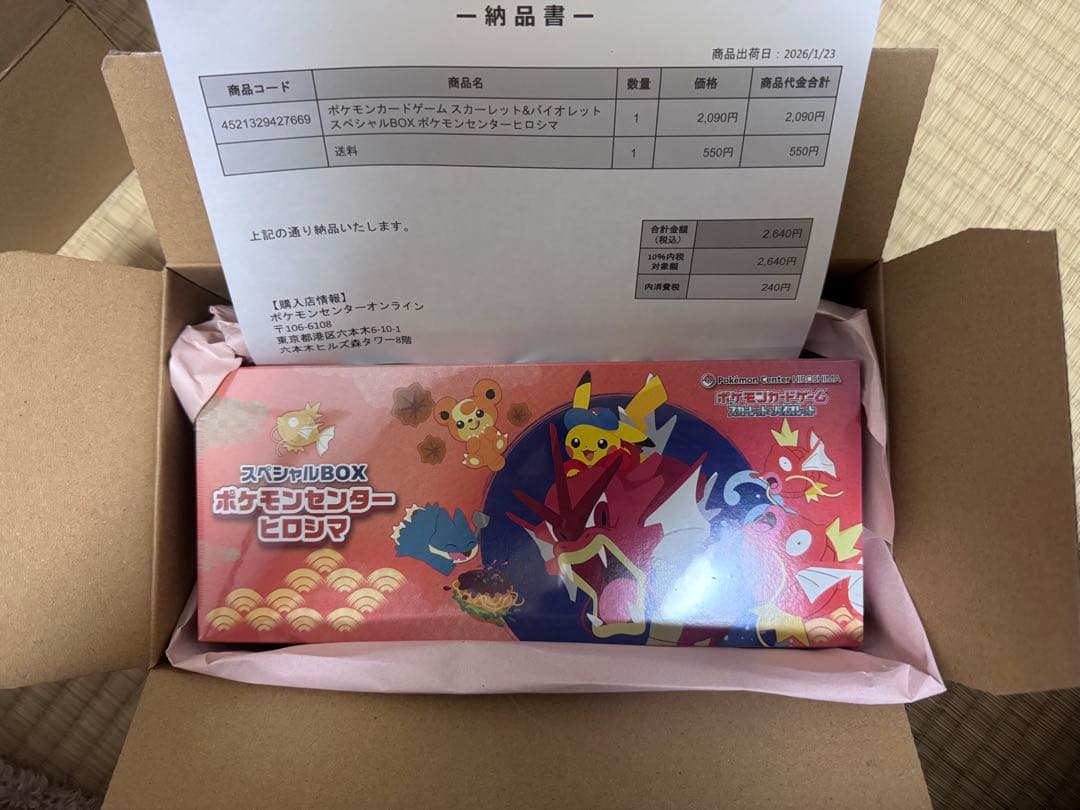 ー納品書ー
商品出荷日：2026/1/23
商品コード 商品名 数量 価格 商品代金合計
4521329427669 ポケモンカードゲーム スカーレット&バイオレット
スペシャルBOX ポケモンセンターヒロシマ 1 2,090円 2,090円
送料 1 550円 550円
上記の通り納品いたします。
合計金額
（税込） 2,640円
10%内税
対象額 2,640円
内消費税 240円
【購入店情報】
ポケモンセンターオンライン
〒106-6108
東京都港区六本木6-10-1
六本木ヒルズ森タワー8階
Pokémon Center HIROSHIMA
ポケモンカードゲーム
スカーレット&バイオレット
スペシャルBOX
ポケモンセンター
ヒロシマ